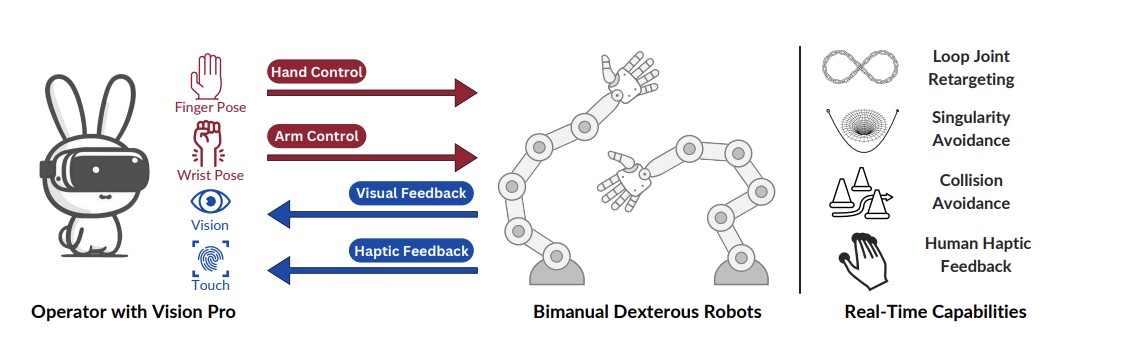 Finger Pose
Hand Control
Wrist Pose
Arm Control
Vision
Visual Feedback
Touch
Haptic Feedback
Operator with Vision Pro
Bimanual Dexterous Robots
Loop Joint
Retargeting
Singularity
Avoidance
Collision
Avoidance
Human Haptic
Feedback
Real-Time Capabilities